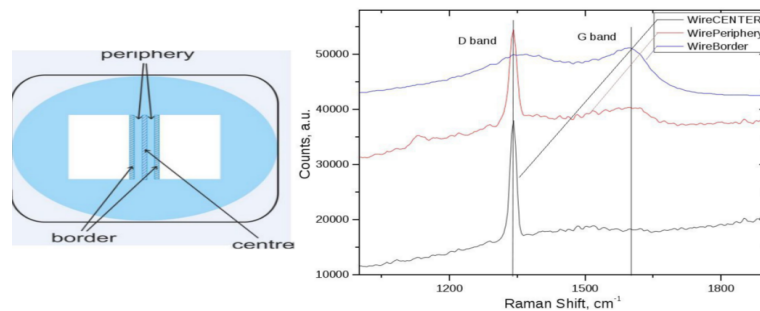 periphery
border
centre
WireCENTER
WirePeriphery
WireBorder
D band
G band
50000
40000
30000
20000
10000
Counts, a.u.
1200
1500
1800
Raman Shift, cm⁻¹